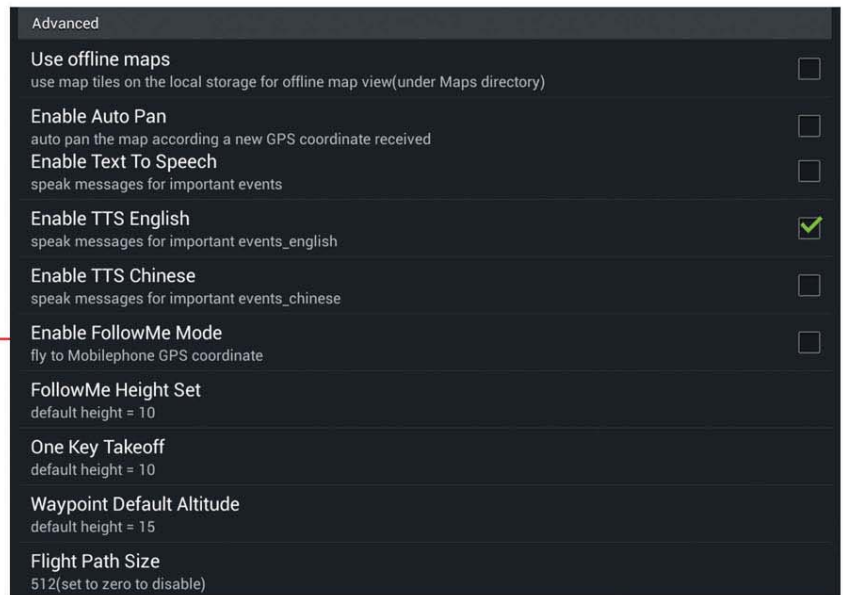 Advanced
Use offline maps
use map tiles on the local storage for offline map view(under Maps directory)
Enable Auto Pan
auto pan the map according a new GPS coordinate received
Enable Text To Speech
speak messages for important events
Enable TTS English
speak messages for important events_english
Enable TTS Chinese
speak messages for important events_chinese
Enable FollowMe Mode
fly to Mobilephone GPS coordinate
FollowMe Height Set
default height = 10
One Key Takeoff
default height = 10
Waypoint Default Altitude
default height = 15
Flight Path Size
512(set to zero to disable)